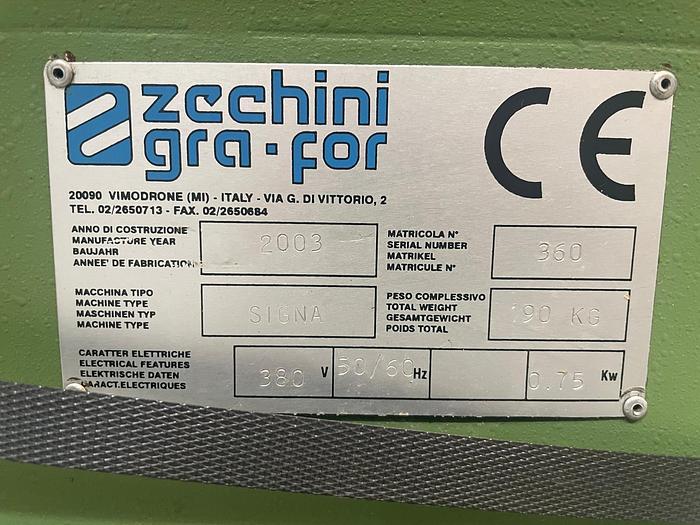 zechini
gra·for
CE
20090 VIMODRONE (MI) - ITALY - VIA G. DI VITTORIO, 2
TEL. 02/2650713 - FAX. 02/2650684
ANNO DI COSTRUZIONE
MANUFACTURE YEAR
BAUJAHR
ANNEE' DE FABRICATION
2003
MATRICOLA N°
SERIAL NUMBER
MATRIKEL
MATRICULE N°
360
MACCHINA TIPO
MACHINE TYPE
MASCHINEN TYP
MACHINE TYPE
SIGNA
PESO COMPLESSIVO
TOTAL WEIGHT
GESAMTGEWICHT
POIDS TOTAL
KG
CARATTER ELETTRICHE
ELECTRICAL FEATURES
ELEKTRISCHE DATEN
CARACT.ELECTRIQUES
380 V 50/60 Hz 0.75 Kw